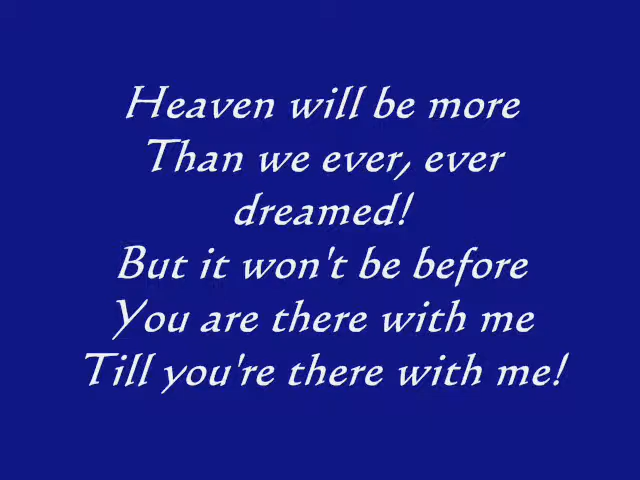 Heaven will be more
Than we ever, ever
dreamed!
But it won't be before
You are there with me
Till you're there with me!